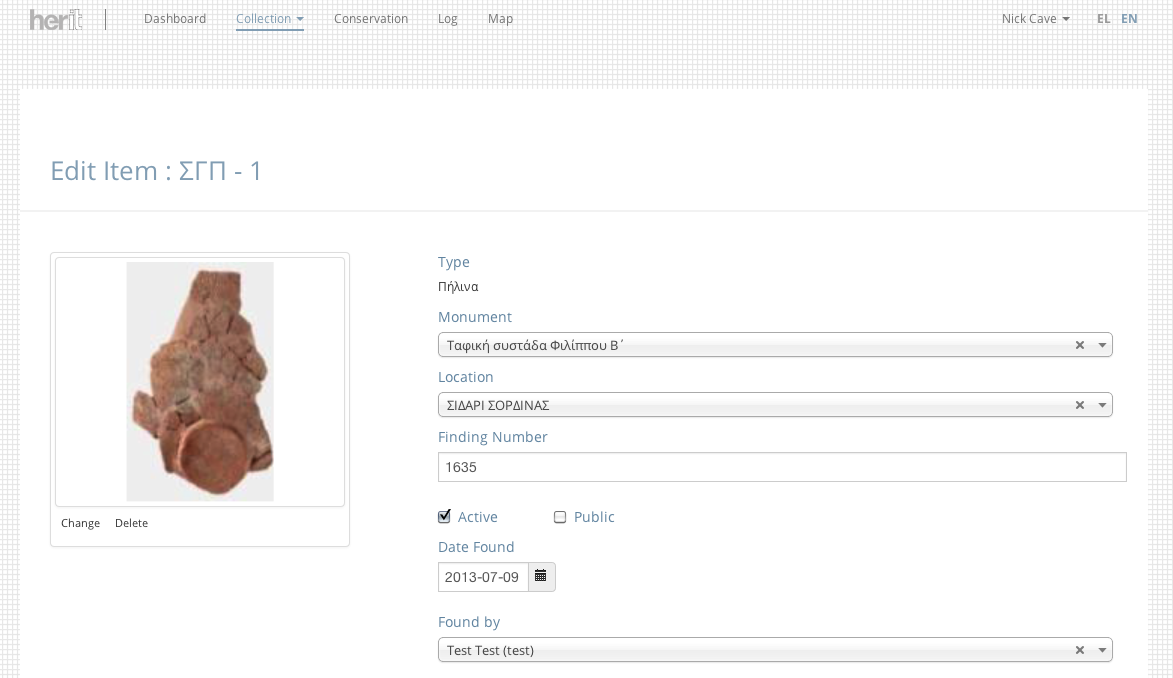 herit Dashboard Collection Conservation Log Map Nick Cave EL EN
Edit Item : ΣΓΠ - 1
Type
Πήλινα
Monument
Ταφική συστάδα Φιλίππου Β΄
Location
ΣΙΔΑΡΙ ΣΟΡΔΙΝΑΣ
Finding Number
1635
Active Public
Date Found
2013-07-09
Found by
Test Test (test)
Change Delete